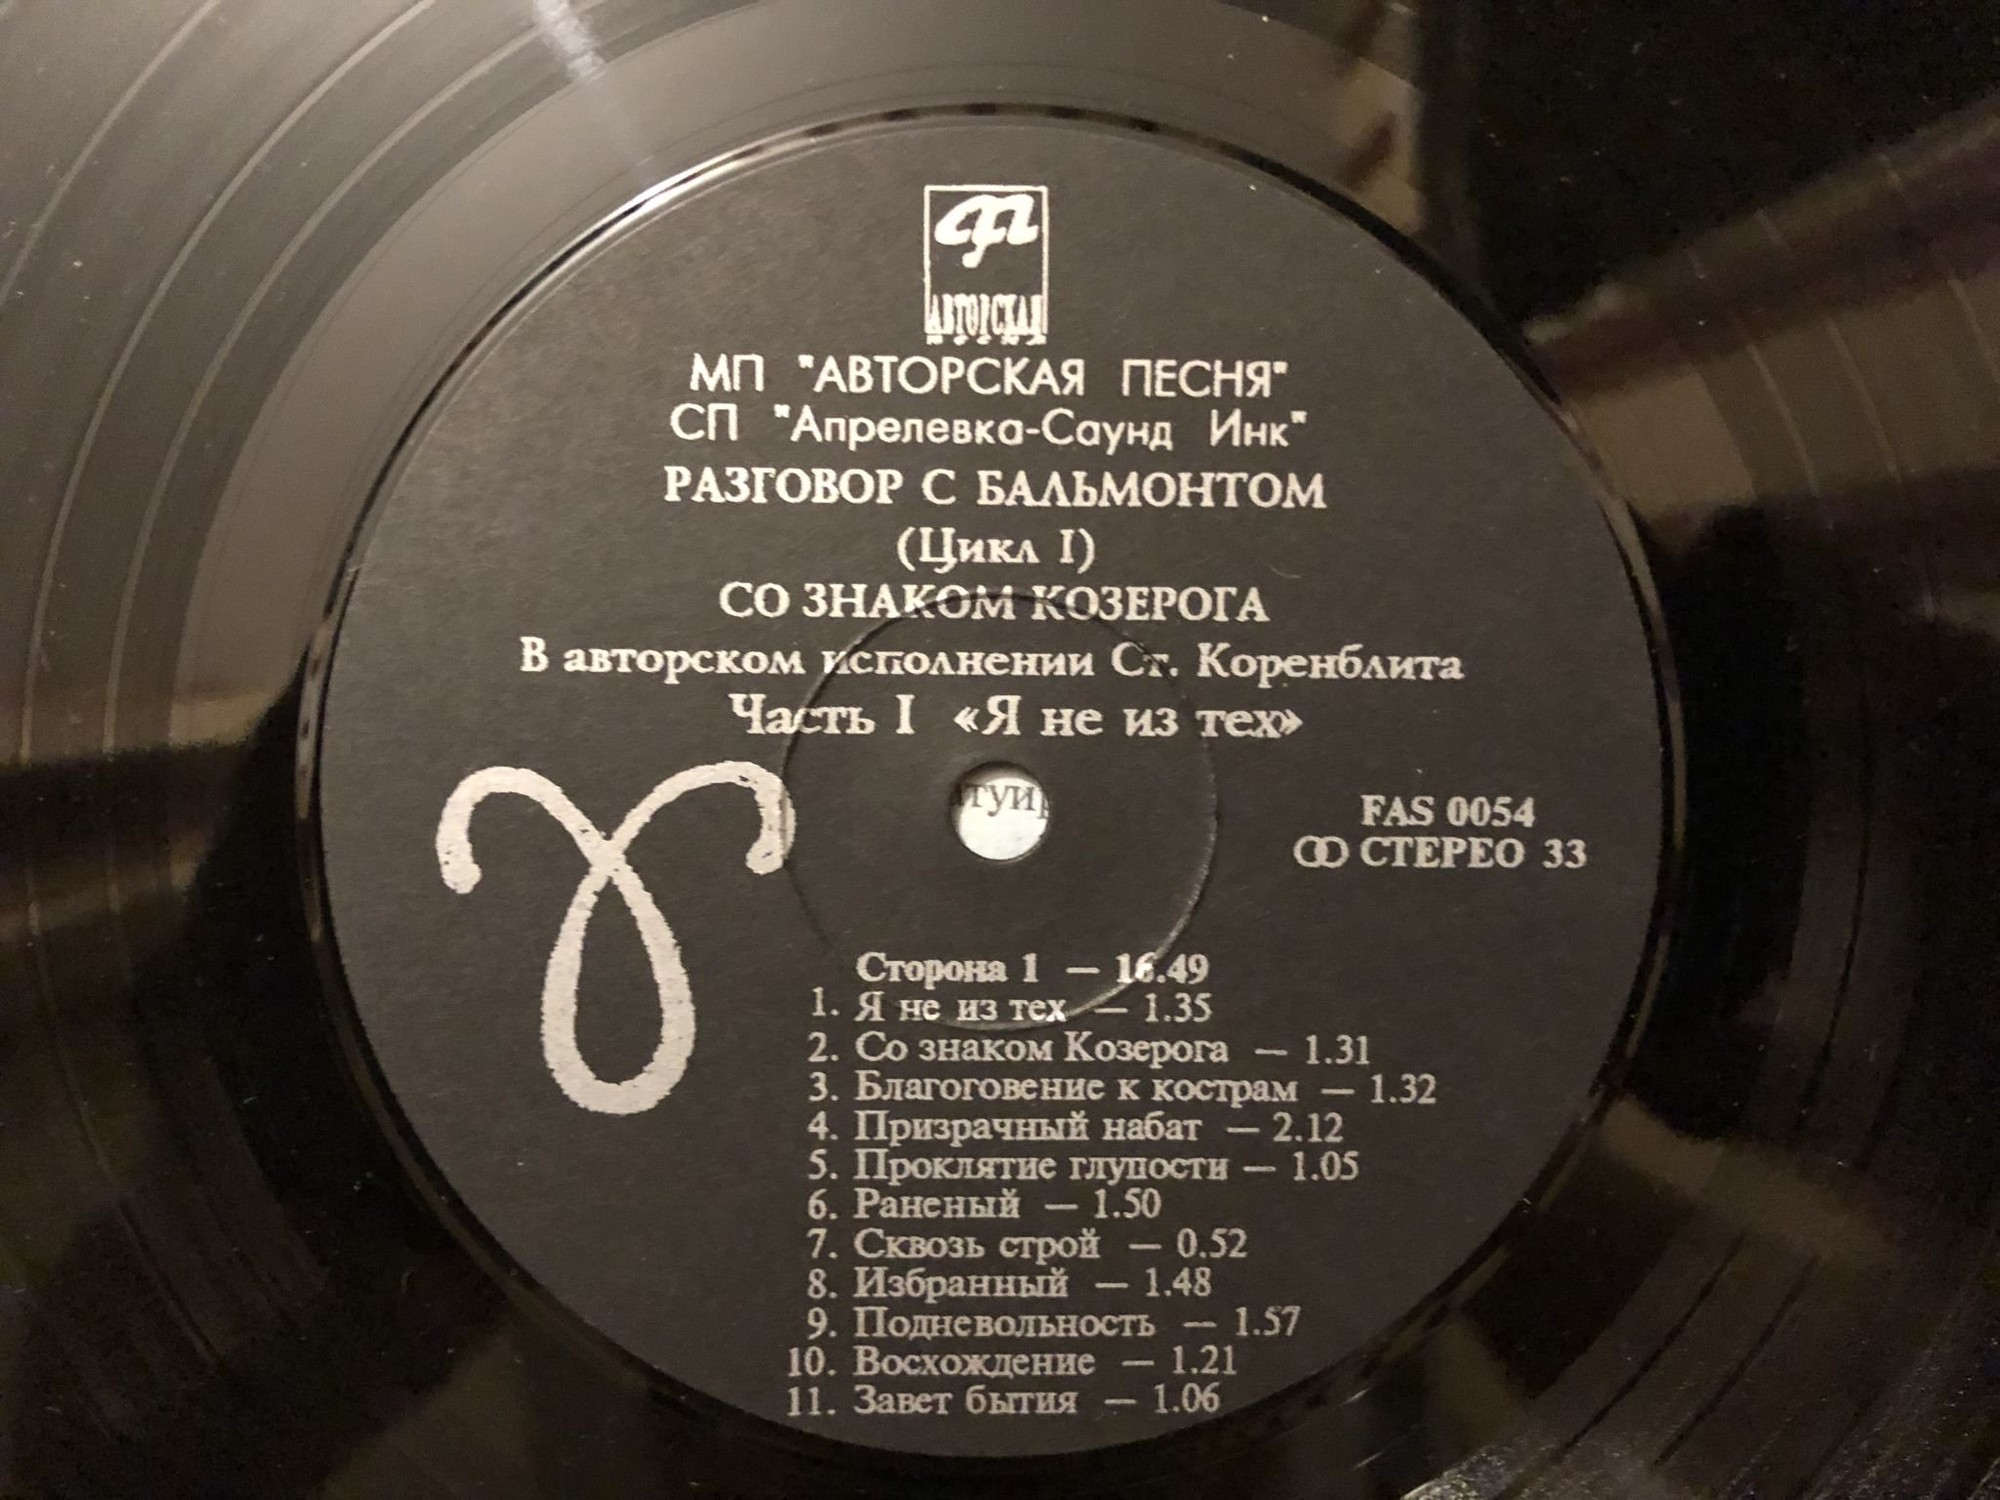 АВТОРСКАЯ
МП "АВТОРСКАЯ ПЕСНЯ"
СП "Апрелевка-Саунд Инк"
РАЗГОВОР С БАЛЬМОНТОМ
(Цикл I)
СО ЗНАКОМ КОЗЕРОГА
В авторском исполнении Ст. Коренблита
Часть I «Я не из тех»
FAS 0054
СТЕРЕО 33
Сторона 1 — 16.49
1. Я не из тех — 1.35
2. Со знаком Козерога — 1.31
3. Благоговение к кострам — 1.32
4. Призрачный набат — 2.12
5. Проклятие глупости — 1.05
6. Раненый — 1.50
7. Сквозь строй — 0.52
8. Избранный — 1.48
9. Подневольность — 1.57
10. Восхождение — 1.21
11. Завет бытия — 1.06